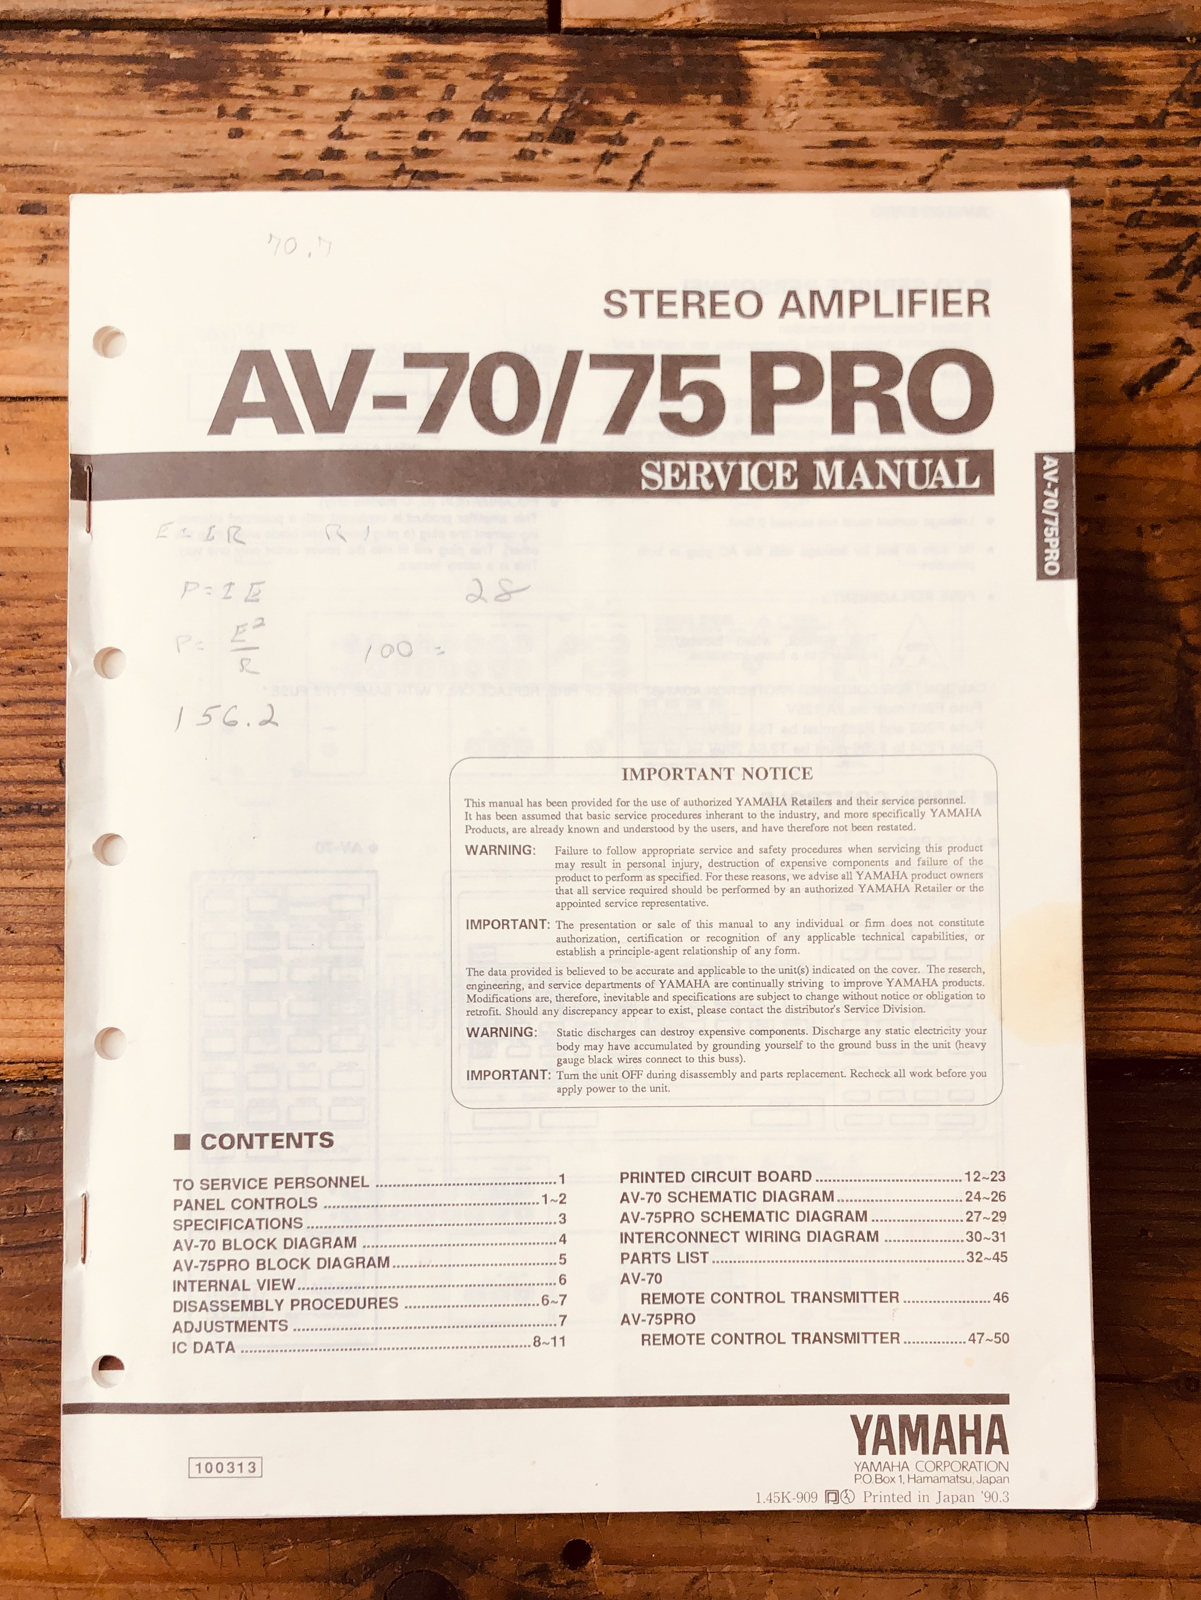 70.7
STEREO AMPLIFIER
AV-70/75 PRO
SERVICE MANUAL
AV-70/75PRO
E=IR R1
P=IE 28
P= E²/R 100 =
156.2
IMPORTANT NOTICE
This manual has been provided for the use of authorized YAMAHA Retailers and their service personnel.
It has been assumed that basic service procedures inherant to the industry, and more specifically YAMAHA
Products, are already known and understood by the users, and have therefore not been restated.
WARNING: Failure to follow appropriate service and safety procedures when servicing this product
may result in personal injury, destruction of expensive components and failure of the
product to perform as specified. For these reasons, we advise all YAMAHA product owners
that all service required should be performed by an authorized YAMAHA Retailer or the
appointed service representative.
IMPORTANT: The presentation or sale of this manual to any individual or firm does not constitute
authorization, certification or recognition of any applicable technical capabilities, or
establish a principle-agent relationship of any form.
The data provided is believed to be accurate and applicable to the unit(s) indicated on the cover. The reserch,
engineering, and service departments of YAMAHA are continually striving to improve YAMAHA products.
Modifications are, therefore, inevitable and specifications are subject to change without notice or obligation to
retrofit. Should any discrepancy appear to exist, please contact the distributor's Service Division.
WARNING: Static discharges can destroy expensive components. Discharge any static electricity your
body may have accumulated by grounding yourself to the ground buss in the unit (heavy
gauge black wires connect to this buss).
IMPORTANT: Turn the unit OFF during disassembly and parts replacement. Recheck all work before you
apply power to the unit.
■ CONTENTS
TO SERVICE PERSONNEL ........ 1
PANEL CONTROLS ........ 1~2
SPECIFICATIONS ........ 3
AV-70 BLOCK DIAGRAM ........ 4
AV-75PRO BLOCK DIAGRAM ........ 5
INTERNAL VIEW ........ 6
DISASSEMBLY PROCEDURES ........ 6~7
ADJUSTMENTS ........ 7
IC DATA ........ 8~11
PRINTED CIRCUIT BOARD ........ 12~23
AV-70 SCHEMATIC DIAGRAM ........ 24~26
AV-75PRO SCHEMATIC DIAGRAM ........ 27~29
INTERCONNECT WIRING DIAGRAM ........ 30~31
PARTS LIST ........ 32~45
AV-70
REMOTE CONTROL TRANSMITTER ........ 46
AV-75PRO
REMOTE CONTROL TRANSMITTER ........ 47~50
100313
YAMAHA
YAMAHA CORPORATION
P.O.Box 1, Hamamatsu, Japan
1.45K-909 Printed in Japan '90.3